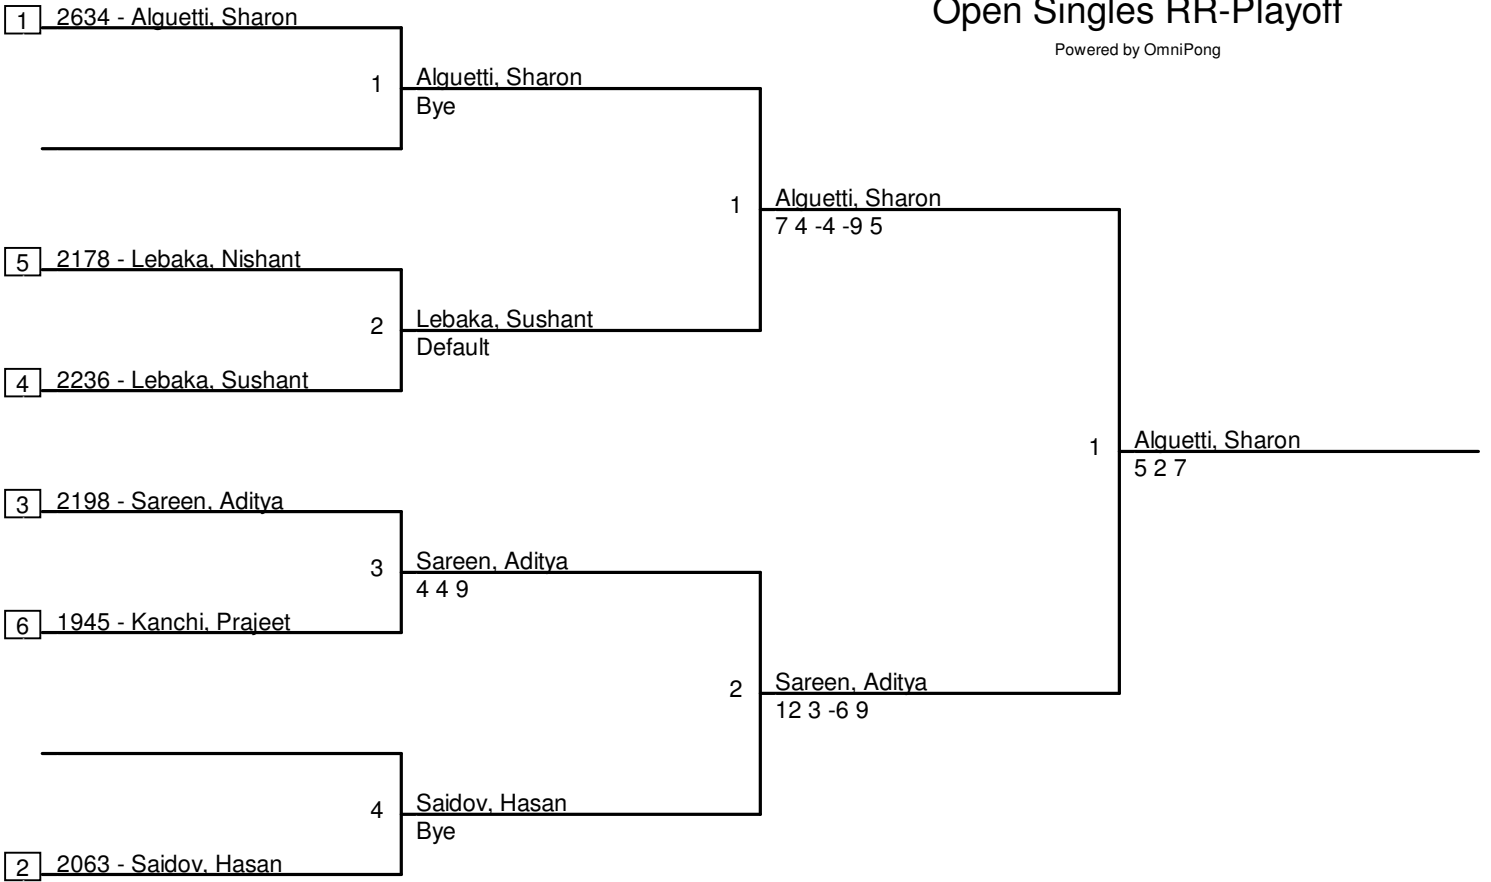 Open Singles RR-Playoff
Powered by OmniPong
1 2634 - Alguetti, Sharon
1 Alguetti, Sharon
Bye
1 Alguetti, Sharon
7 4 -4 -9 5
5 2178 - Lebaka, Nishant
2 Lebaka, Sushant
Default
4 2236 - Lebaka, Sushant
1 Alguetti, Sharon
5 2 7
3 2198 - Sareen, Aditya
3 Sareen, Aditya
4 4 9
6 1945 - Kanchi, Prajeet
2 Sareen, Aditya
12 3 -6 9
4 Saidov, Hasan
Bye
2 2063 - Saidov, Hasan